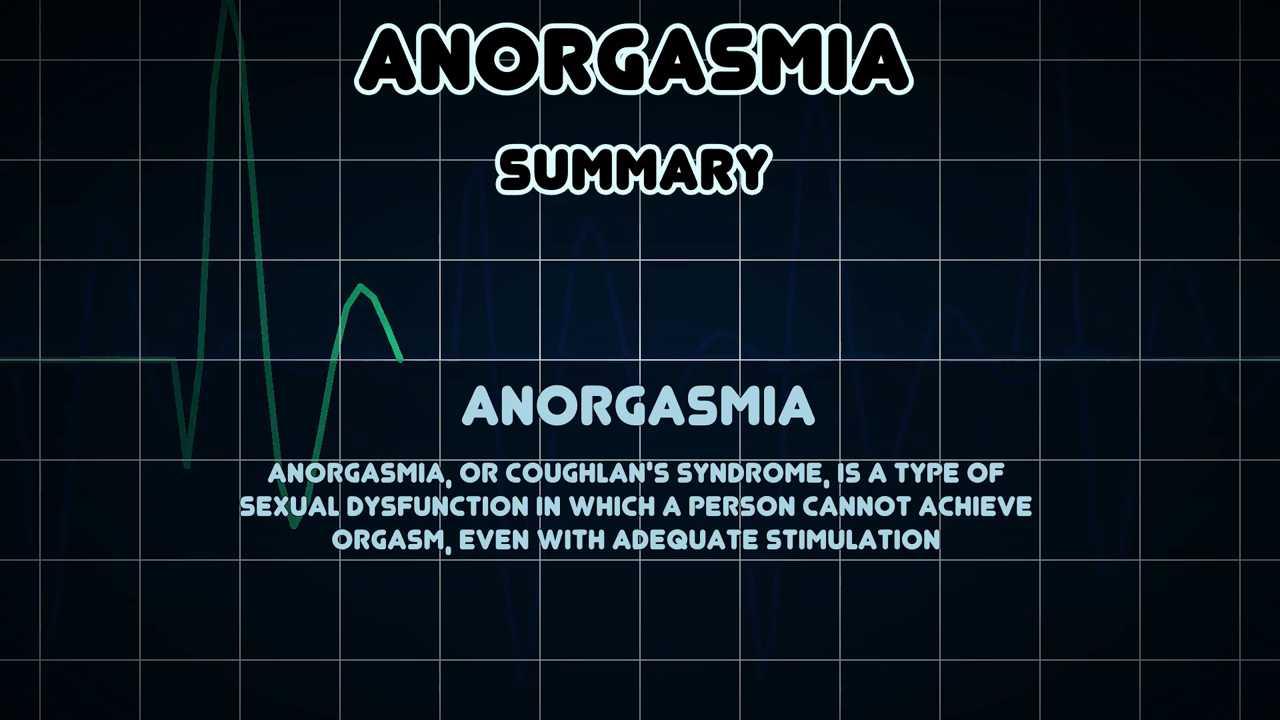 ANORGASMIA
SUMMARY
ANORGASMIA
ANORGASMIA, OR COUGHLAN'S SYNDROME, IS A TYPE OF
SEXUAL DYSFUNCTION IN WHICH A PERSON CANNOT ACHIEVE
ORGASM, EVEN WITH ADEQUATE STIMULATION